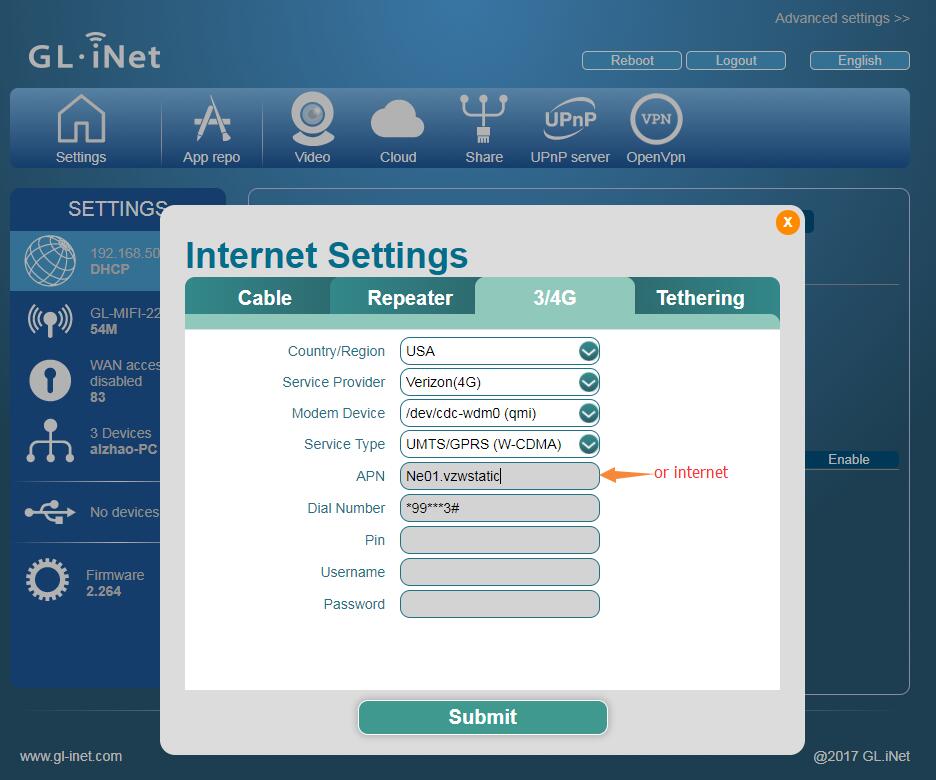 Advanced settings >>
GL·iNet
Reboot
Logout
English
Settings
App repo
Video
Cloud
Share
UPnP
UPnP server
VPN
OpenVpn
SETTINGS
192.168.50
DHCP
GL-MIFI-22
54M
WAN acces
disabled
83
3 Devices
alzhao-PC
No devices
Firmware
2.264
X
Internet Settings
Cable
Repeater
3/4G
Tethering
Country/Region USA
Service Provider Verizon(4G)
Modem Device /dev/cdc-wdm0 (qmi)
Service Type UMTS/GPRS (W-CDMA)
APN Ne01.vzwstatic
or internet
Dial Number *99***3#
Pin
Username
Password
Enable
Submit
www.gl-inet.com
@2017 GL.iNet